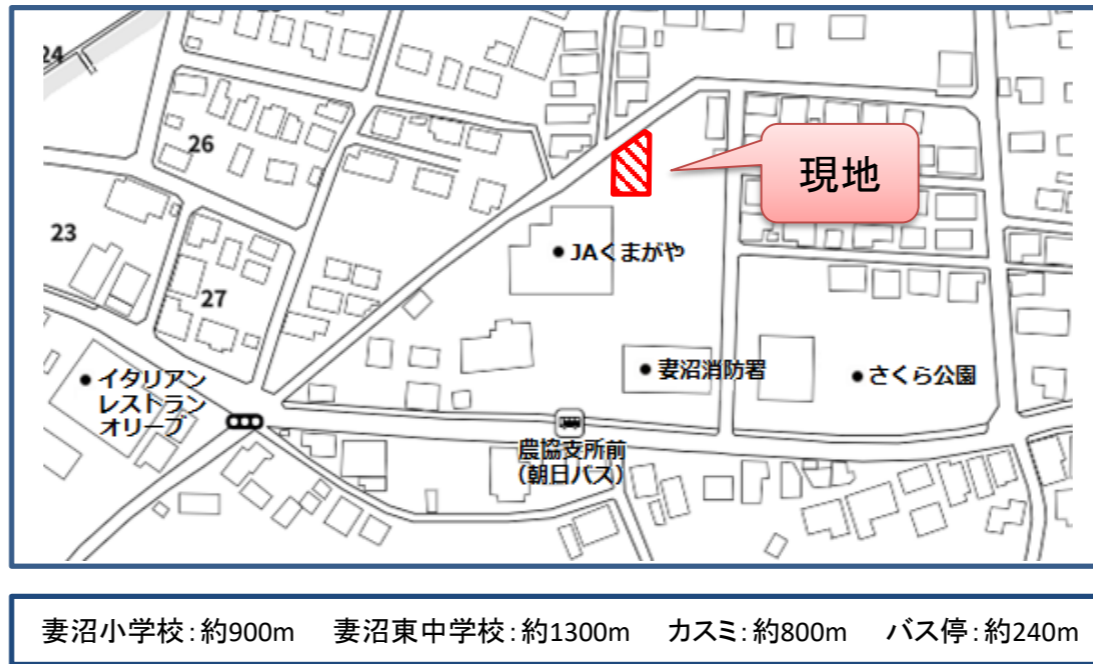 24
26
現地
23
JAくまがや
27
妻沼消防署
さくら公園
イタリアン
レストラン
オリーブ
農協支所前
(朝日バス)
妻沼小学校:約900m 妻沼東中学校:約1300m カスミ:約800m バス停:約240m